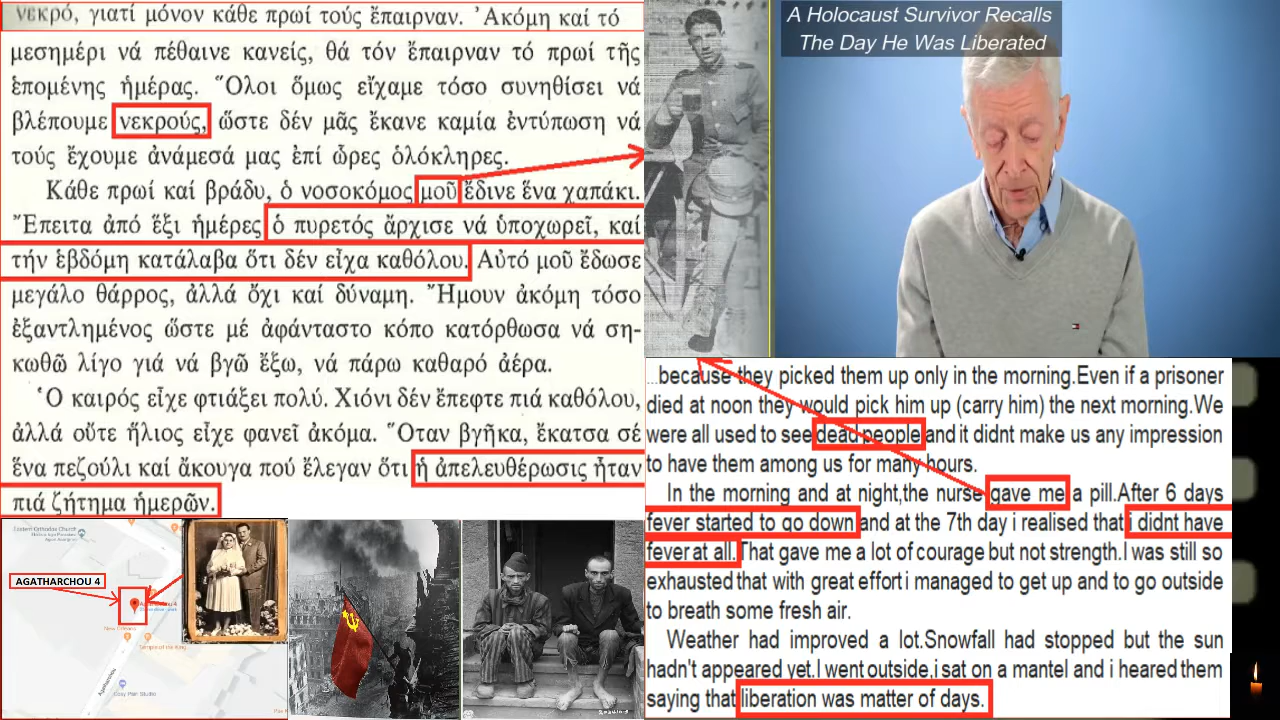 νεκρό, γιατί μόνον κάθε πρωί τούς ἔπαιρναν. Ἀκόμη καί τό
μεσημέρι νά πέθαινε κανείς, θά τόν ἔπαιρναν τό πρωί τῆς
ἑπομένης ἡμέρας. Ὅλοι ὅμως εἴχαμε τόσο συνηθίσει νά
βλέπουμε νεκρούς, ὥστε δέν μᾶς ἔκανε καμία ἐντύπωση νά
τούς ἔχουμε ἀνάμεσά μας ἐπί ὧρες ὁλόκληρες.
Κάθε πρωί καί βράδυ, ὁ νοσοκόμος μοῦ ἔδινε ἕνα χαπάκι.
Ἔπειτα ἀπό ἕξι ἡμέρες ὁ πυρετός ἄρχισε νά ὑποχωρεῖ, καί
τήν ἑβδόμη κατάλαβα ὅτι δέν εἶχα καθόλου. Αὐτό μοῦ ἔδωσε
μεγάλο θάρρος, ἀλλά ὄχι καί δύναμη. Ἤμουν ἀκόμη τόσο
ἐξαντλημένος ὥστε μέ ἀφάνταστο κόπο κατόρθωσα νά ση-
κωθῶ λίγο γιά νά βγῶ ἔξω, νά πάρω καθαρό ἀέρα.
Ὁ καιρός εἶχε φτιάξει πολύ. Χιόνι δέν ἔπεφτε πιά καθόλου,
ἀλλά οὔτε ἥλιος εἶχε φανεῖ ἀκόμα. Ὅταν βγῆκα, ἔκατσα σέ
ἕνα πεζούλι καί ἄκουγα πού ἔλεγαν ὅτι ἡ ἀπελευθέρωσις ἦταν
πιά ζήτημα ἡμερῶν.
A Holocaust Survivor Recalls
The Day He Was Liberated
...because they picked them up only in the morning.Even if a prisoner
died at noon they would pick him up (carry him) the next morning.We
were all used to see dead people and it didnt make us any impression
to have them among us for many hours.
In the morning and at night,the nurse gave me a pill.After 6 days
fever started to go down and at the 7th day i realised that i didnt have
fever at all. That gave me a lot of courage but not strength.I was still so
exhausted that with great effort i managed to get up and to go outside
to breath some fresh air.
Weather had improved a lot.Snowfall had stopped but the sun
hadn't appeared yet.I went outside,i sat on a mantel and i heared them
saying that liberation was matter of days.
AGATHARCHOU 4
Agatharchou 4
New Orleans
Temple of the King
Cozy Pain Studio